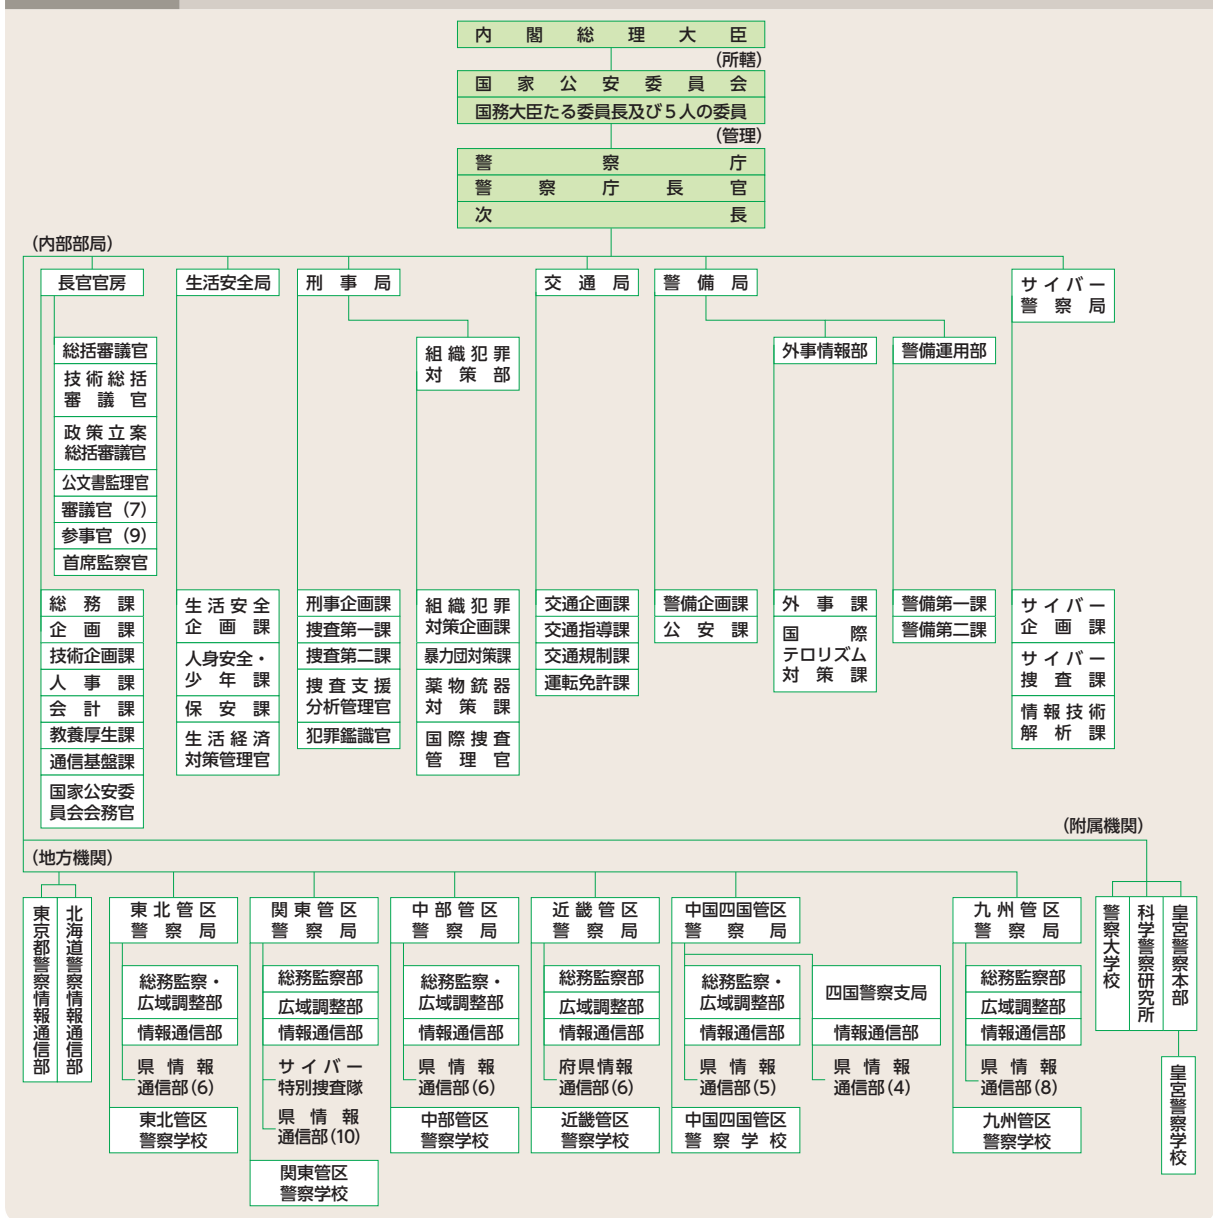 内閣総理大臣
(所轄)
国家公安委員会
国務大臣たる委員長及び5人の委員
(管理)
警察庁
警察庁長官
次長
(内部部局)
長官官房
総括審議官
技術総括
審議官
政策立案
総括審議官
公文書監理官
審議官(7)
参事官(9)
首席監察官
総務課
企画課
技術企画課
人事課
会計課
教養厚生課
通信基盤課
国家公安委
員会会務官
生活安全局
生活安全
企画課
人身安全・
少年課
保安課
生活経済
対策管理官
刑事局
刑事企画課
捜査第一課
捜査第二課
捜査支援
分析管理官
犯罪鑑識官
組織犯罪
対策部
組織犯罪
対策企画課
暴力団対策課
薬物銃器
対策課
国際捜査
管理官
交通局
交通企画課
交通指導課
交通規制課
運転免許課
警備局
警備企画課
公安課
外事情報部
外事課
国際
テロリズム
対策課
警備運用部
警備第一課
警備第二課
サイバー
警察局
サイバー
企画課
サイバー
捜査課
情報技術
解析課
(附属機関)
(地方機関)
東京都警察情報通信部
北海道警察情報通信部
東北管区
警察局
総務監察・
広域調整部
情報通信部
県情報
通信部(6)
東北管区
警察学校
関東管区
警察局
総務監察部
広域調整部
情報通信部
サイバー
特別捜査隊
県情報
通信部(10)
関東管区
警察学校
中部管区
警察局
総務監察・
広域調整部
情報通信部
県情報
通信部(6)
中部管区
警察学校
近畿管区
警察局
総務監察部
広域調整部
情報通信部
府県情報
通信部(6)
近畿管区
警察学校
中国四国管区
警察局
総務監察・
広域調整部
情報通信部
県情報
通信部(5)
中国四国管区
警察学校
四国警察支局
情報通信部
県情報
通信部(4)
九州管区
警察局
総務監察部
広域調整部
情報通信部
県情報
通信部(8)
九州管区
警察学校
警察大学校
科学警察研究所
皇宮警察本部
皇宮警察学校